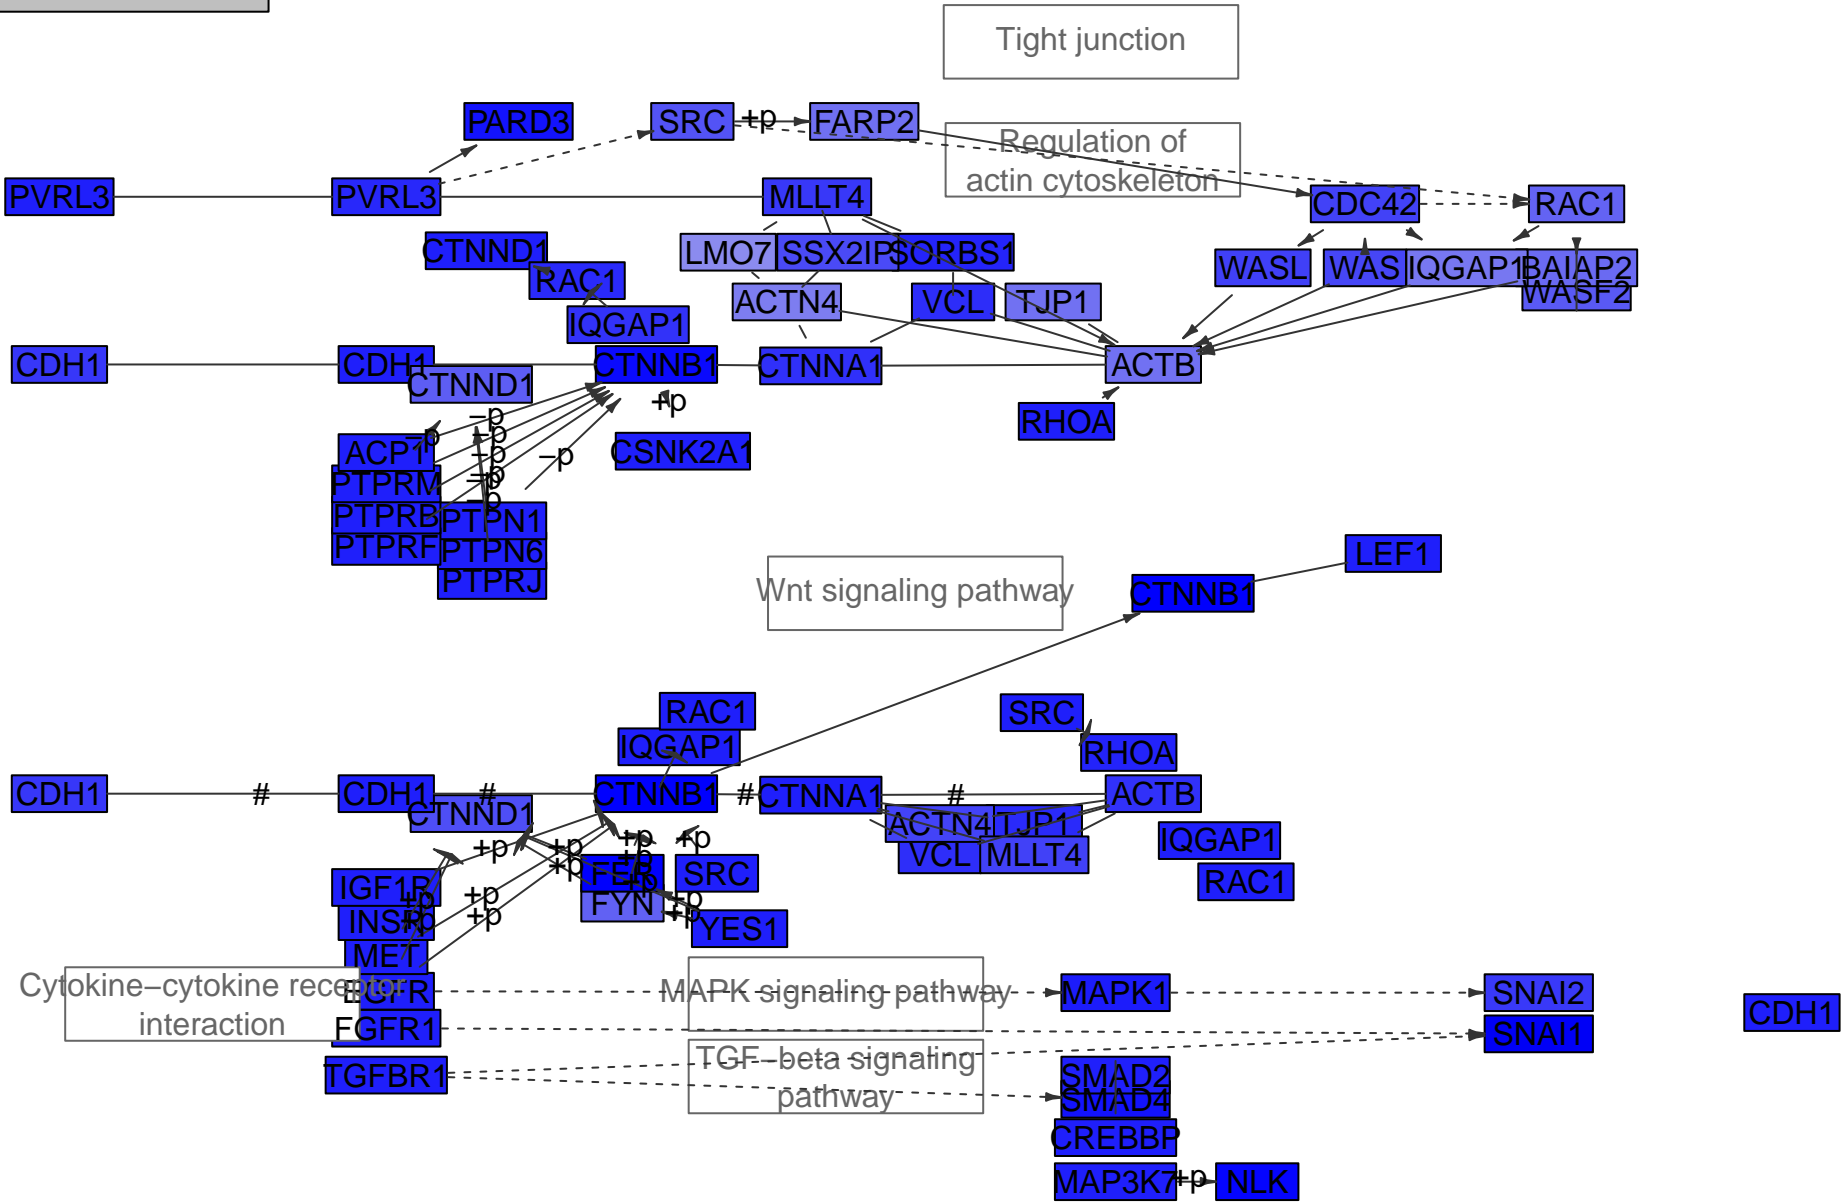 Tight junction
PARD3
SRC
+p
FARP2
Regulation of
actin cytoskeleton
PVRL3
PVRL3
MLLT4
CDC42
RAC1
CTNND1
RAC1
IQGAP1
LMO7
SSX2IP
SORBS1
WASL
WAS
IQGAP1
BAIAP2
WASF2
ACTN4
VCL
TJP1
CDH1
CDH1
CTNND1
CTNNB1
CTNNA1
ACTB
+p
RHOA
−p
−p
−p
−p
−p
−p
−p
−p
ACP1
PTPRM
PTPRB
PTPRF
PTPN1
PTPN6
PTPRJ
CSNK2A1
LEF1
Wnt signaling pathway
CTNNB1
RAC1
IQGAP1
SRC
RHOA
CDH1
#
CDH1
#
CTNND1
CTNNB1
#
CTNNA1
#
ACTB
ACTN4
TJP1
VCL
MLLT4
IQGAP1
RAC1
+p
+p
+p
+p
+p
+p
+p
FER
SRC
FYN
+p
+p
YES1
IGF1R
+p
+p
INSR
+p
+p
MET
Cytokine−cytokine receptor
interaction
EGFR
FGFR1
TGFBR1
MAPK signaling pathway
MAPK1
SNAI2
SNAI1
CDH1
TGF−beta signaling
pathway
SMAD2
SMAD4
CREBBP
MAP3K7
+p
NLK